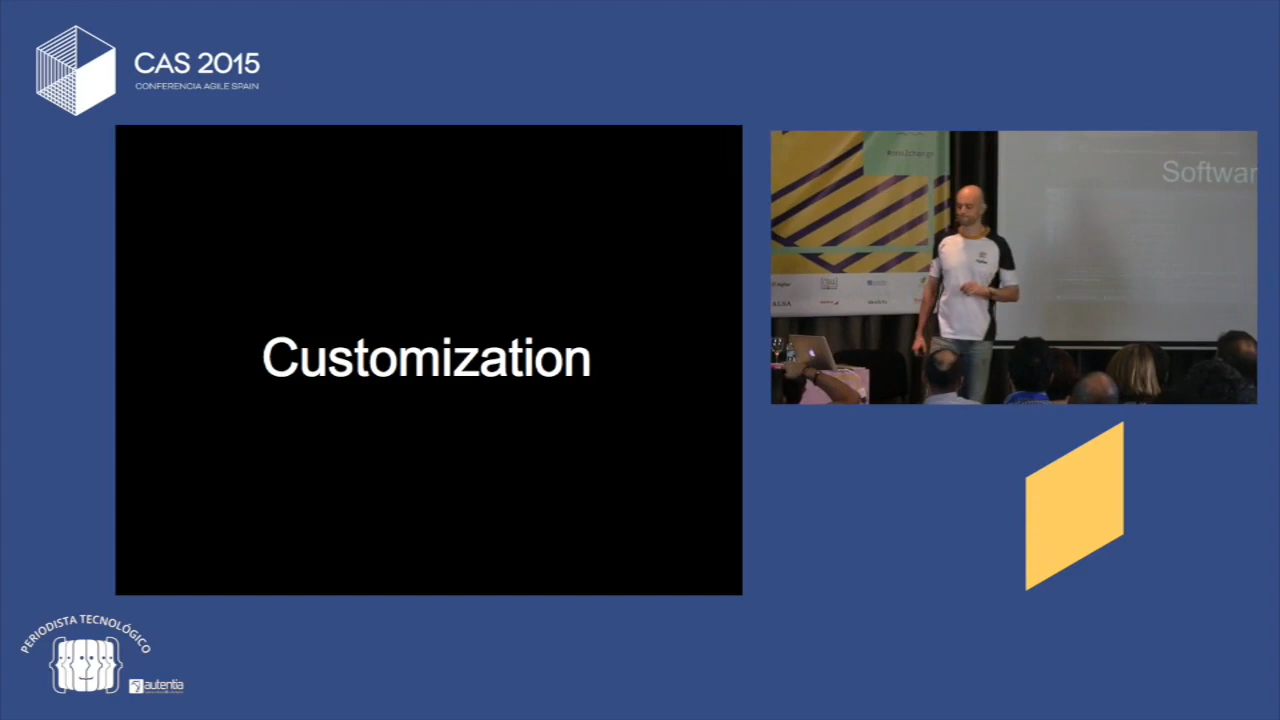 CAS 2015
CONFERENCIA AGILE SPAIN
Customization
Softwar
PERIODISTA TECNOLÓGICO
autentia